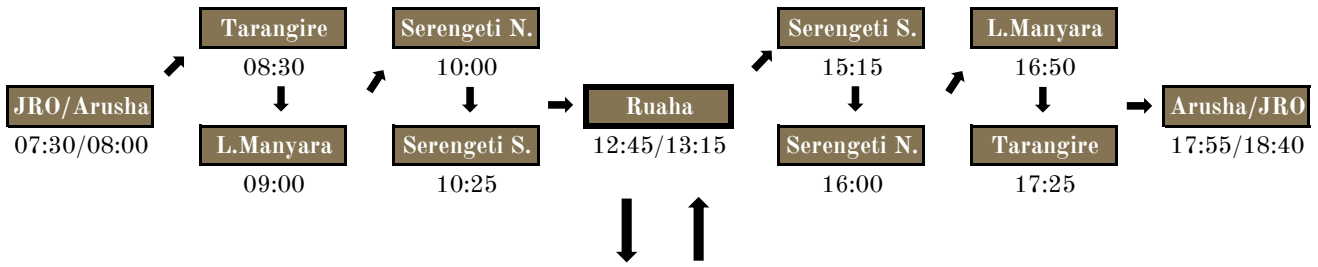 JRO/Arusha
07:30/08:00
Tarangire
08:30
L.Manyara
09:00
Serengeti N.
10:00
Serengeti S.
10:25
Ruaha
12:45/13:15
Serengeti S.
15:15
Serengeti N.
16:00
L.Manyara
16:50
Tarangire
17:25
Arusha/JRO
17:55/18:40